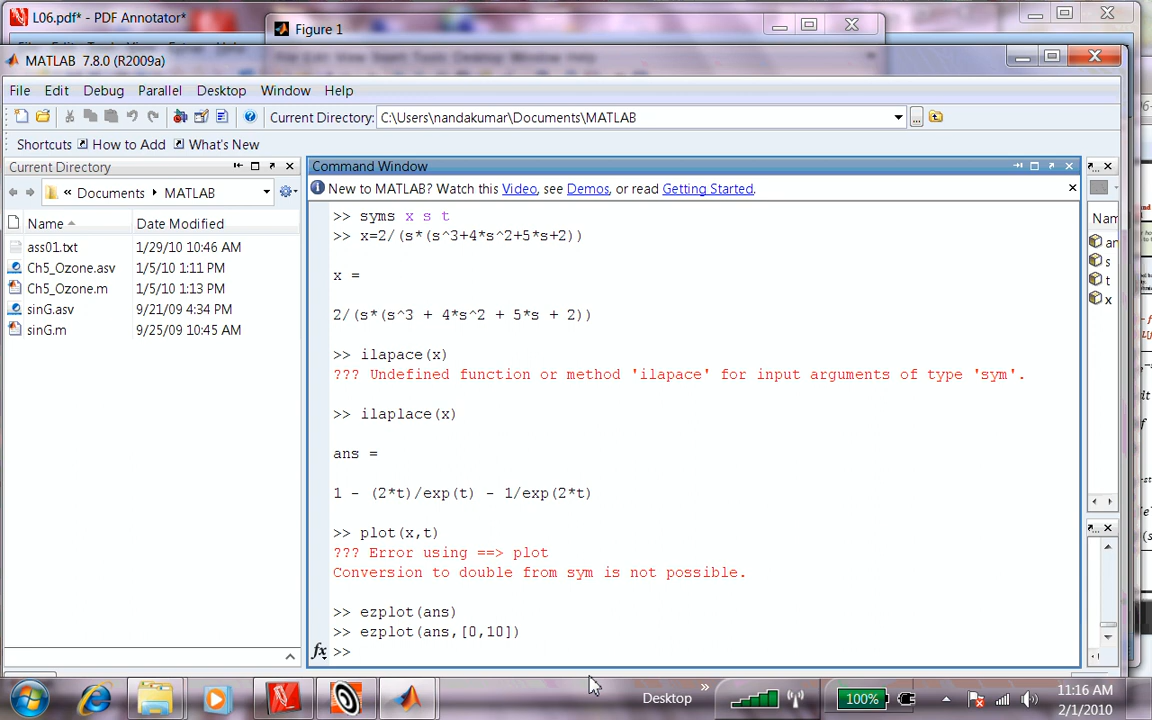 L06.pdf* - PDF Annotator*
Figure 1
MATLAB 7.8.0 (R2009a)
File Edit Debug Parallel Desktop Window Help
Current Directory: C:\Users\nandakumar\Documents\MATLAB
Shortcuts How to Add What's New
Current Directory
Command Window
« Documents MATLAB
New to MATLAB? Watch this Video, see Demos, or read Getting Started.
Name Date Modified
ass01.txt 1/29/10 10:46 AM
Ch5_Ozone.asv 1/5/10 1:11 PM
Ch5_Ozone.m 1/5/10 1:13 PM
sinG.asv 9/21/09 4:34 PM
sinG.m 9/25/09 10:45 AM
>> syms x s t
>> x=2/(s*(s^3+4*s^2+5*s+2))
x =
2/(s*(s^3 + 4*s^2 + 5*s + 2))
>> ilapace(x)
??? Undefined function or method 'ilapace' for input arguments of type 'sym'.
>> ilaplace(x)
ans =
1 - (2*t)/exp(t) - 1/exp(2*t)
>> plot(x,t)
??? Error using ==> plot
Conversion to double from sym is not possible.
>> ezplot(ans)
>> ezplot(ans,[0,10])
fx >>
s
t
x
Desktop
»
100%
11:16 AM
2/1/2010